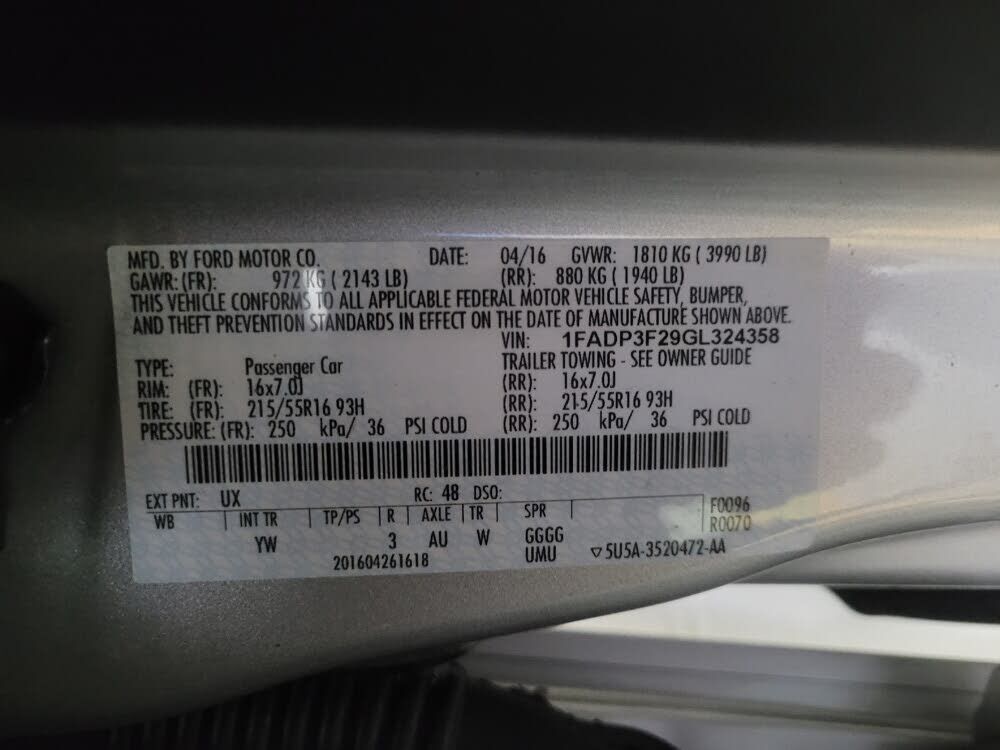 MFD. BY FORD MOTOR CO. DATE: 04/16 GVWR: 1810 KG ( 3990 LB)
GAWR: (FR): 972 KG ( 2143 LB) (RR): 880 KG ( 1940 LB)
THIS VEHICLE CONFORMS TO ALL APPLICABLE FEDERAL MOTOR VEHICLE SAFETY, BUMPER,
AND THEFT PREVENTION STANDARDS IN EFFECT ON THE DATE OF MANUFACTURE SHOWN ABOVE.
VIN: 1FADP3F29GL324358
TYPE: Passenger Car TRAILER TOWING - SEE OWNER GUIDE
RIM: (FR): 16x7.0J (RR): 16x7.0J
TIRE: (FR): 215/55R16 93H (RR): 215/55R16 93H
PRESSURE: (FR): 250 kPa/ 36 PSI COLD (RR): 250 kPa/ 36 PSI COLD
EXT PNT: UX RC: 48 DSO:
WB INT TR TP/PS R AXLE TR SPR F0096
R0070
YW 3 AU W GGGG
201604261618 UMU 5U5A-3520472-AA